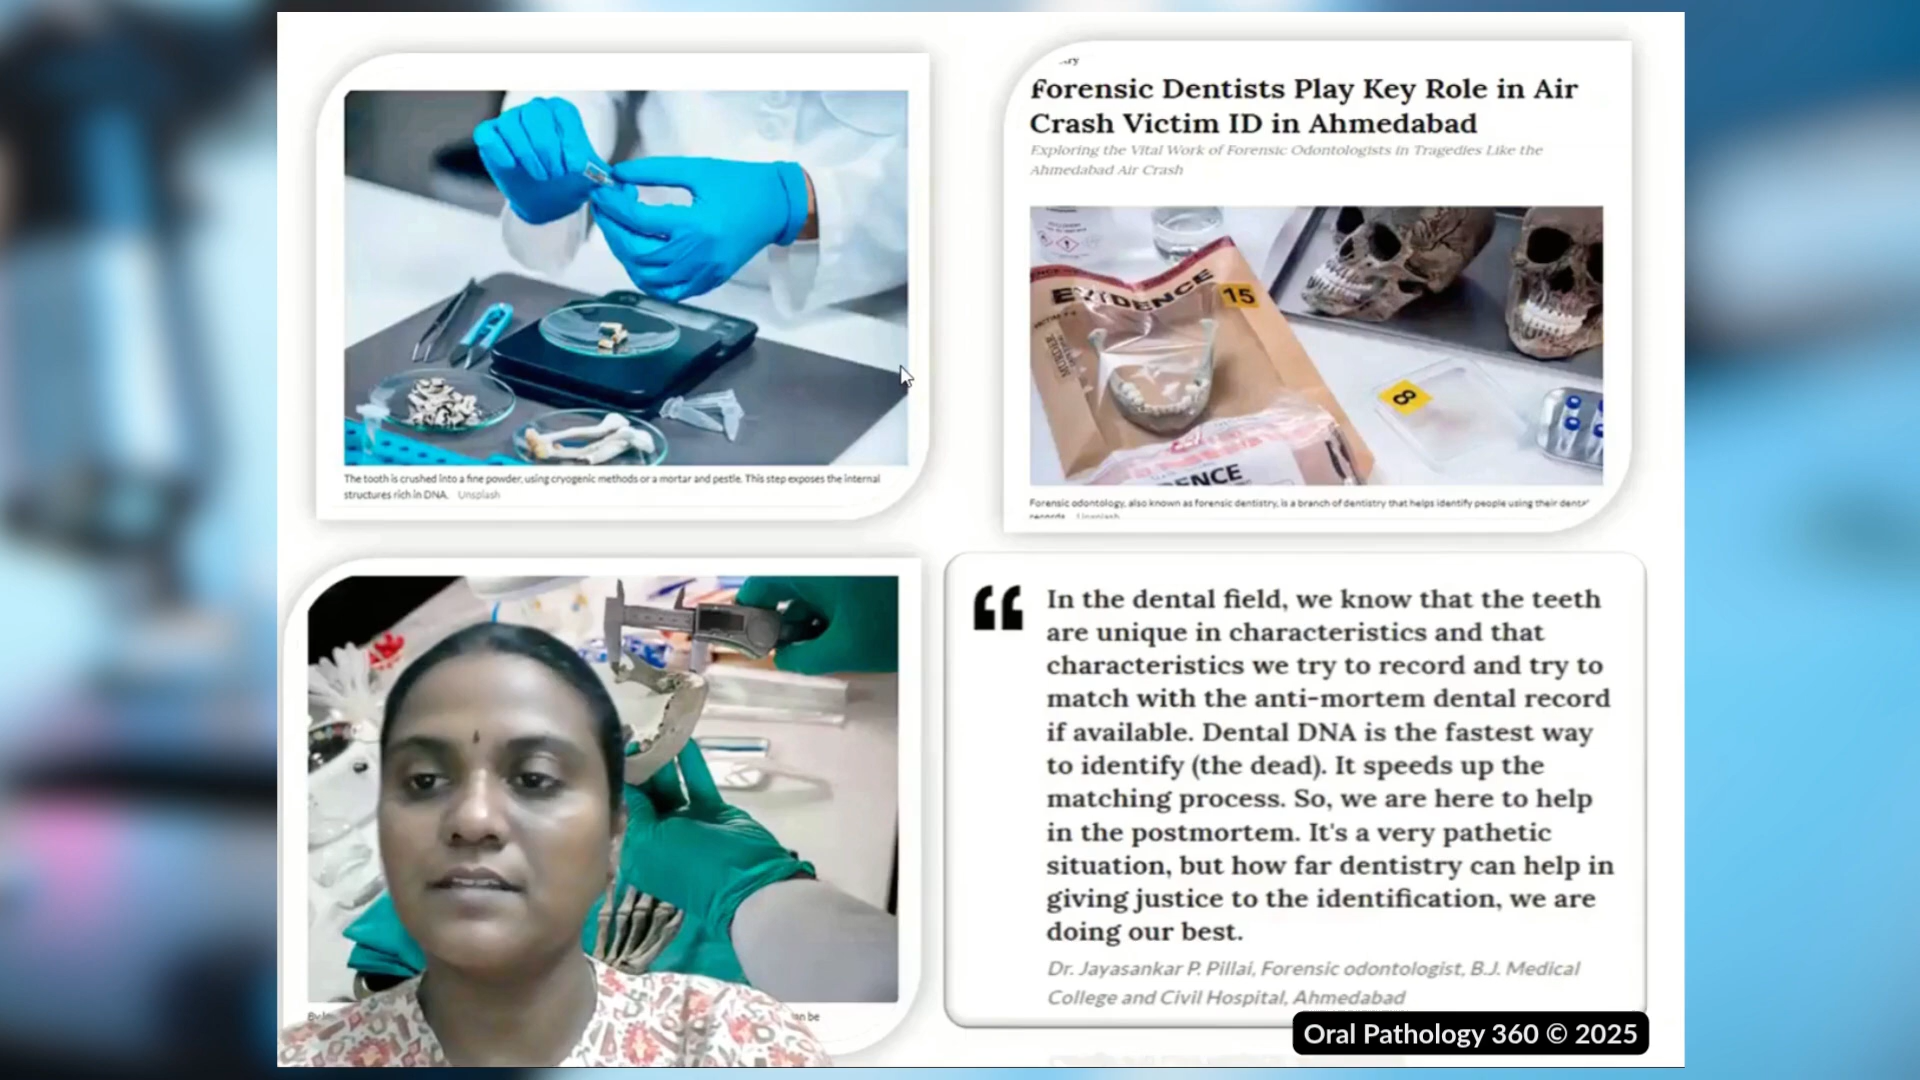 The tooth is crushed into a fine powder, using cryogenic methods or a mortar and pestle. This step exposes the internal
structures rich in DNA. Unsplash
Forensic Dentists Play Key Role in Air
Crash Victim ID in Ahmedabad
Exploring the Vital Work of Forensic Odontologists in Tragedies Like the
Ahmedabad Air Crash
EVIDENCE
15
8
ENCE
Forensic odontology, also known as forensic dentistry, is a branch of dentistry that helps identify people using their dental
“
In the dental field, we know that the teeth
are unique in characteristics and that
characteristics we try to record and try to
match with the anti-mortem dental record
if available. Dental DNA is the fastest way
to identify (the dead). It speeds up the
matching process. So, we are here to help
in the postmortem. It's a very pathetic
situation, but how far dentistry can help in
giving justice to the identification, we are
doing our best.
Dr. Jayasankar P. Pillai, Forensic odontologist, B.J. Medical
College and Civil Hospital, Ahmedabad
Oral Pathology 360 © 2025